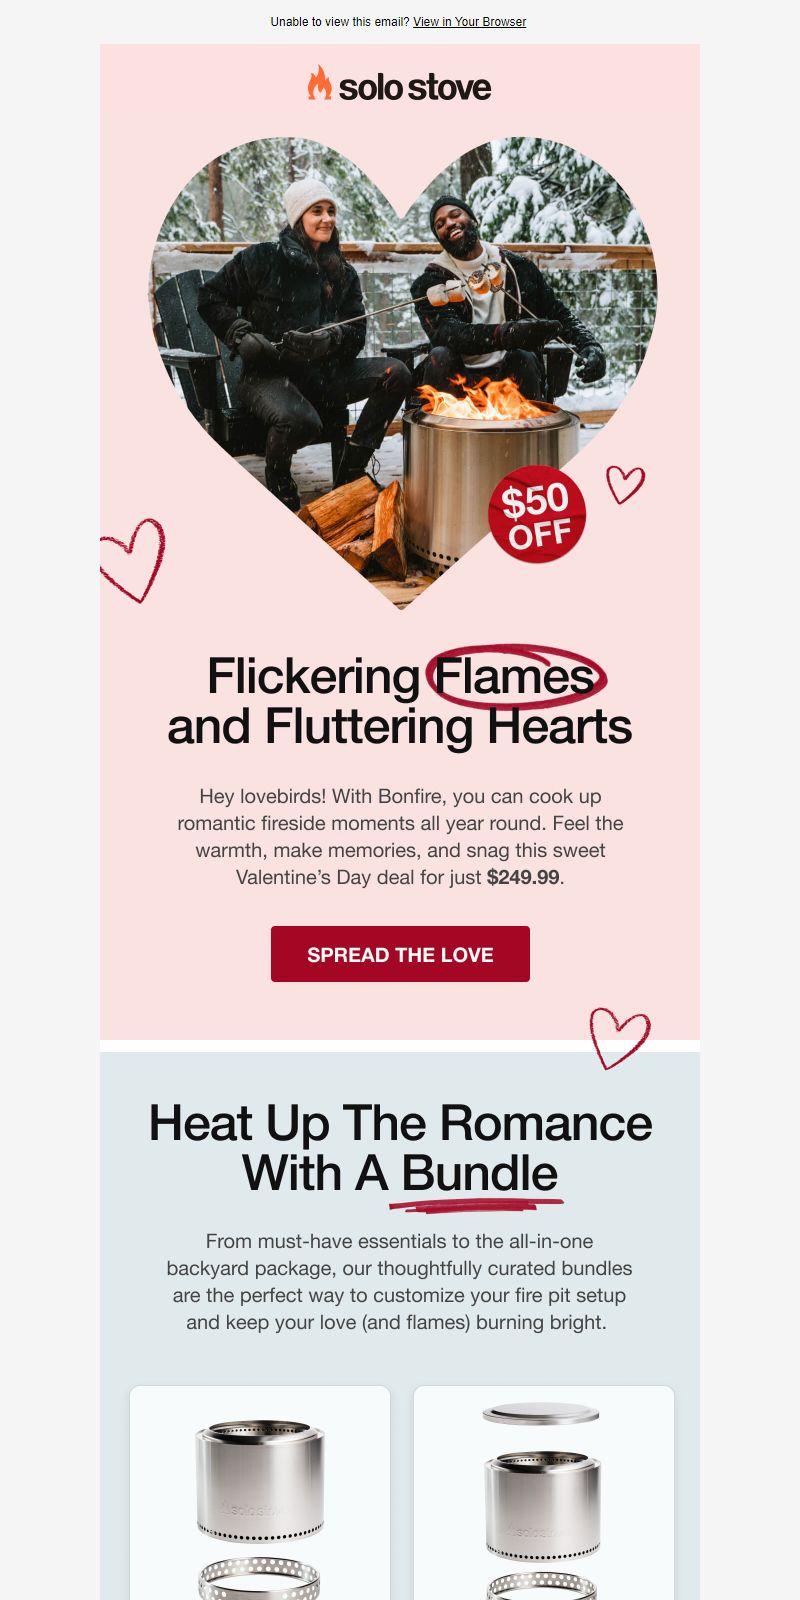 Unable to view this email? View in Your Browser
solo stove
$50
OFF
Flickering Flames
and Fluttering Hearts
Hey lovebirds! With Bonfire, you can cook up
romantic fireside moments all year round. Feel the
warmth, make memories, and snag this sweet
Valentine’s Day deal for just $249.99.
SPREAD THE LOVE
Heat Up The Romance
With A Bundle
From must-have essentials to the all-in-one
backyard package, our thoughtfully curated bundles
are the perfect way to customize your fire pit setup
and keep your love (and flames) burning bright.
solo stove
solo stove